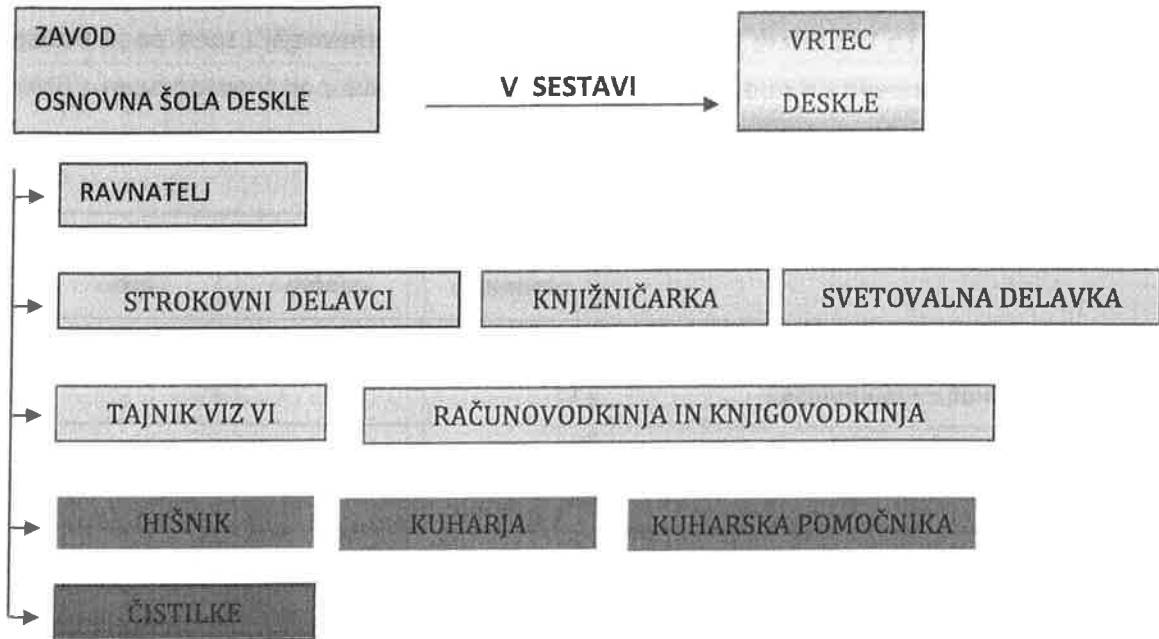 ZAVOD
OSNOVNA ŠOLA DESKLE
V SESTAVI
VRTEC
DESKLE
RAVNATELJ
STROKOVNI DELAVCI
KNJIŽNIČARKA
SVETOVALNA DELAVKA
TAJNIK VIZ VI
RAČUNOVODKINJA IN KNJIGOVODKINJA
HIŠNIK
KUHARJA
KUHARSKA POMOČNIKA
ČISTILKE